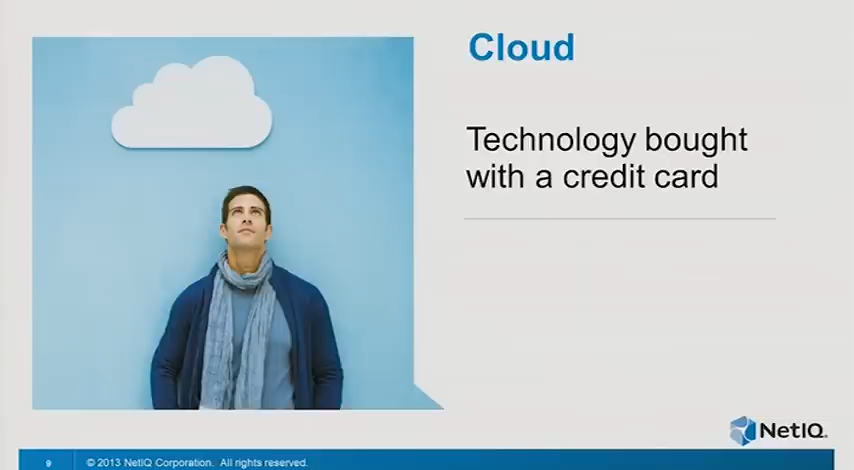 Cloud
Technology bought
with a credit card
NetIQ.
9
© 2013 NetIQ Corporation. All rights reserved.